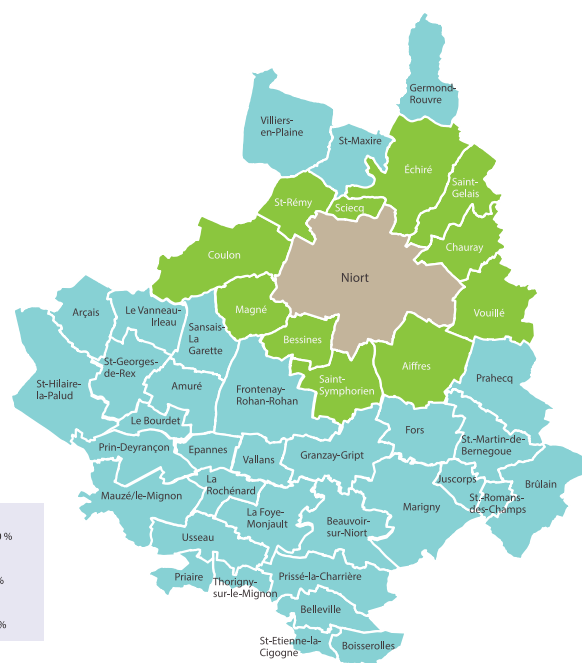 Germond-
Rouvre
Villiers-
en-Plaine
St-Maxire
Échiré
Saint-
Gelais
St-Rémy
Sciecq
Chauray
Coulon
Niort
Magné
Vouillé
Arçais
Le Vanneau-
Irleau
Sansais-
La
Garette
Bessines
Aiffres
St-Georges-
de-Rex
St-Hilaire-
la-Palud
Amuré
Frontenay-
Rohan-Rohan
Saint-
Symphorien
Prahecq
Le Bourdet
Fors
St.-Martin-de-
Bernegoue
Prin-Deyrançon
Epannes
Vallans
Granzay-Gript
Mauzé/le-Mignon
La
Rochénard
Juscorps
Brûlain
St.-Romans-
des-Champs
La Foye-
Monjault
Beauvoir-
sur-Niort
Marigny
Usseau
Priaire
Thorigny-
sur-le-Mignon
Prissé-la-Charrière
Belleville
St-Etienne-la-
Cigogne
Boisserolles
%
%
%